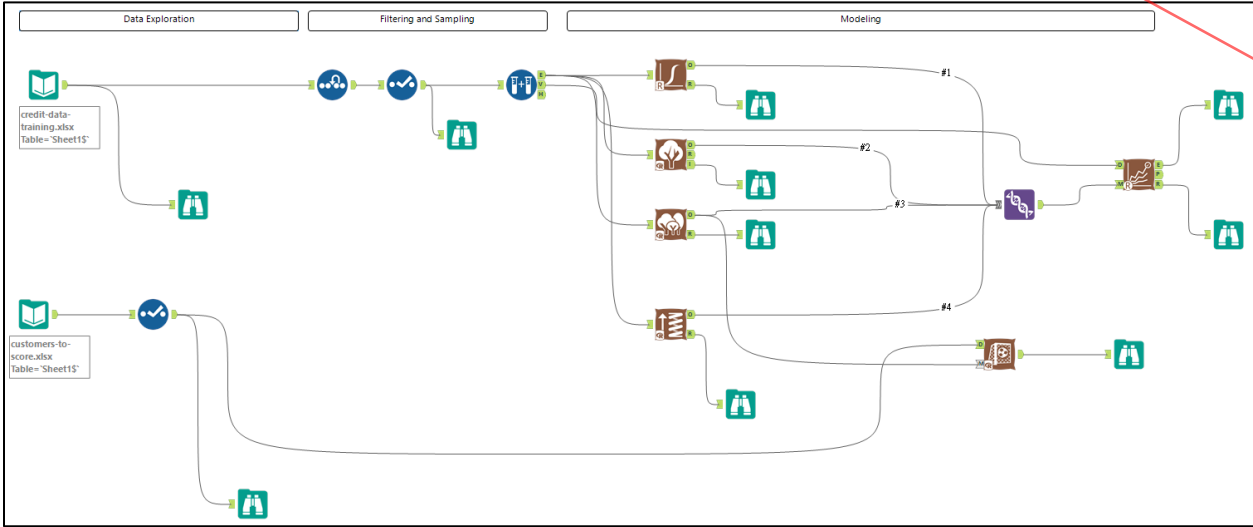 Data Exploration
Filtering and Sampling
Modeling
credit-data-
training.xlsx
Table=`Sheet1$`
E
V
H
R
O
R
#1
O
R
I
#2
O
R
#3
O
R
#4
D
M
R
E
P
R
customers-to-
score.xlsx
Table=`Sheet1$`
D
M